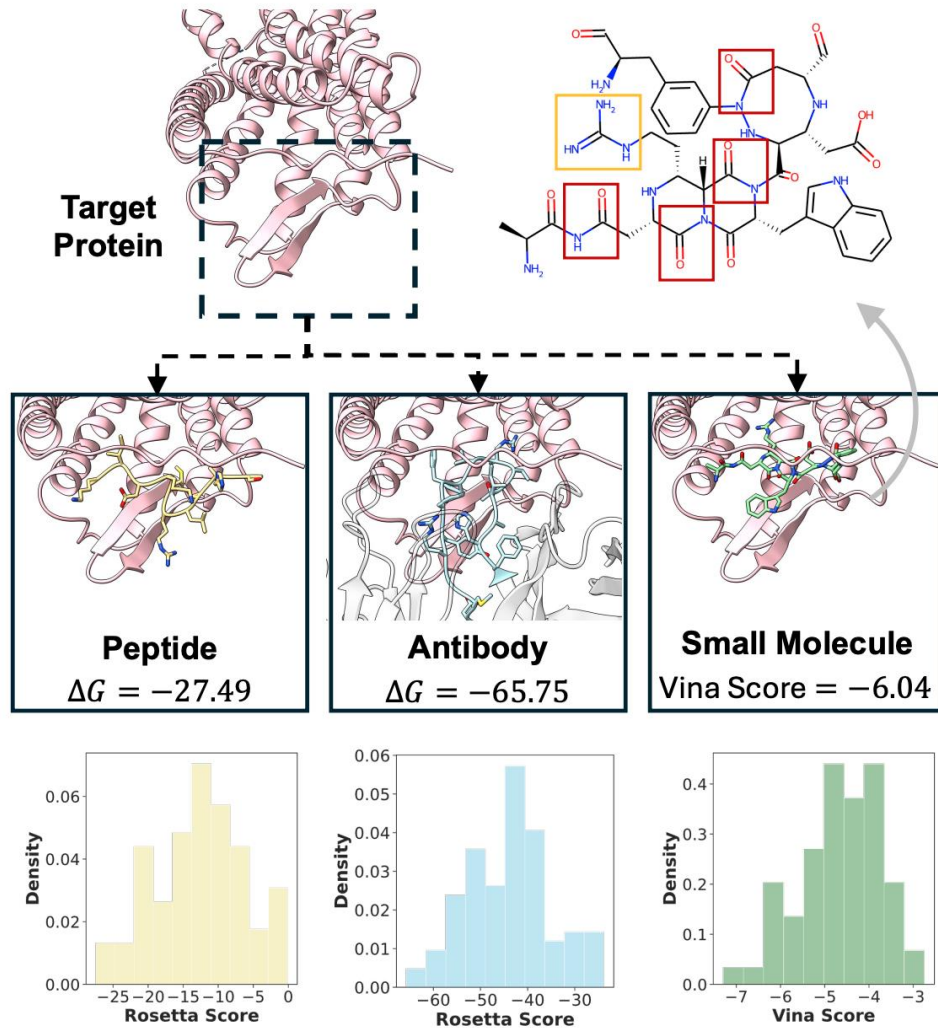 Target
Protein
O
H₂N
NH₂
HN
N
H
O
N
HN
NH
OH
O
O
O
HN
H
N
O
N
O
O
NH
O
O
N
H
NH₂
O
Peptide
ΔG = −27.49
Antibody
ΔG = −65.75
Small Molecule
Vina Score = −6.04
Density
0.06
0.04
0.02
0.00
−25 −20 −15 −10 −5 0
Rosetta Score
Density
0.06
0.05
0.04
0.03
0.02
0.01
0.00
−60 −50 −40 −30
Rosetta Score
Density
0.4
0.3
0.2
0.1
0.0
−7 −6 −5 −4 −3
Vina Score